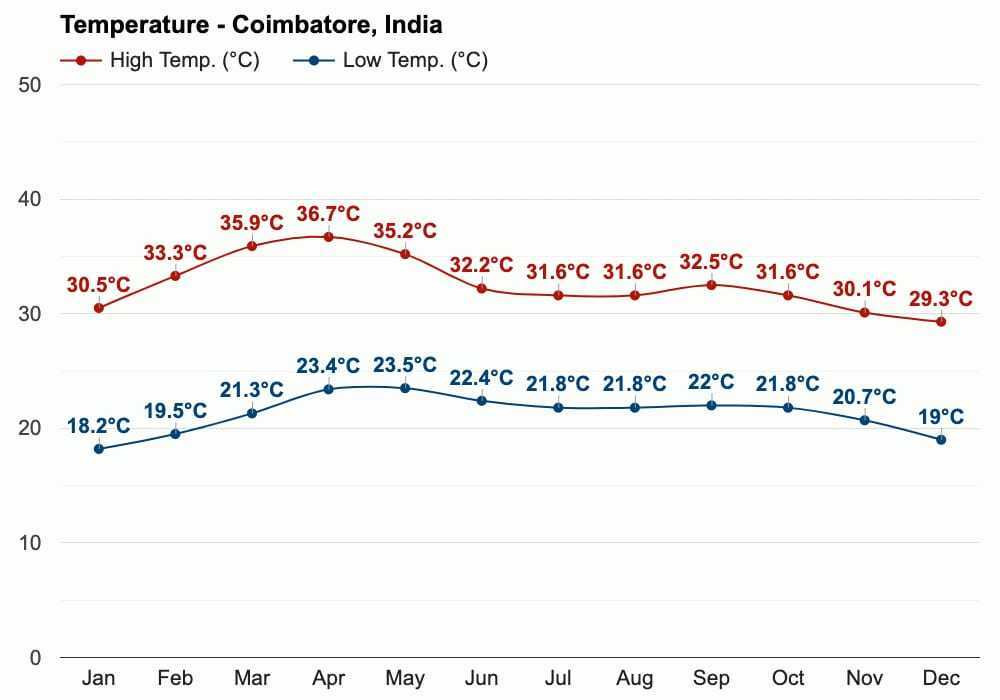 Temperature - Coimbatore, India
High Temp. (°C) Low Temp. (°C)
50
40
30
20
10
0
30.5°C 33.3°C 35.9°C 36.7°C 35.2°C 32.2°C 31.6°C 31.6°C 32.5°C 31.6°C 30.1°C 29.3°C
18.2°C 19.5°C 21.3°C 23.4°C 23.5°C 22.4°C 21.8°C 21.8°C 22°C 21.8°C 20.7°C 19°C
Jan Feb Mar Apr May Jun Jul Aug Sep Oct Nov Dec